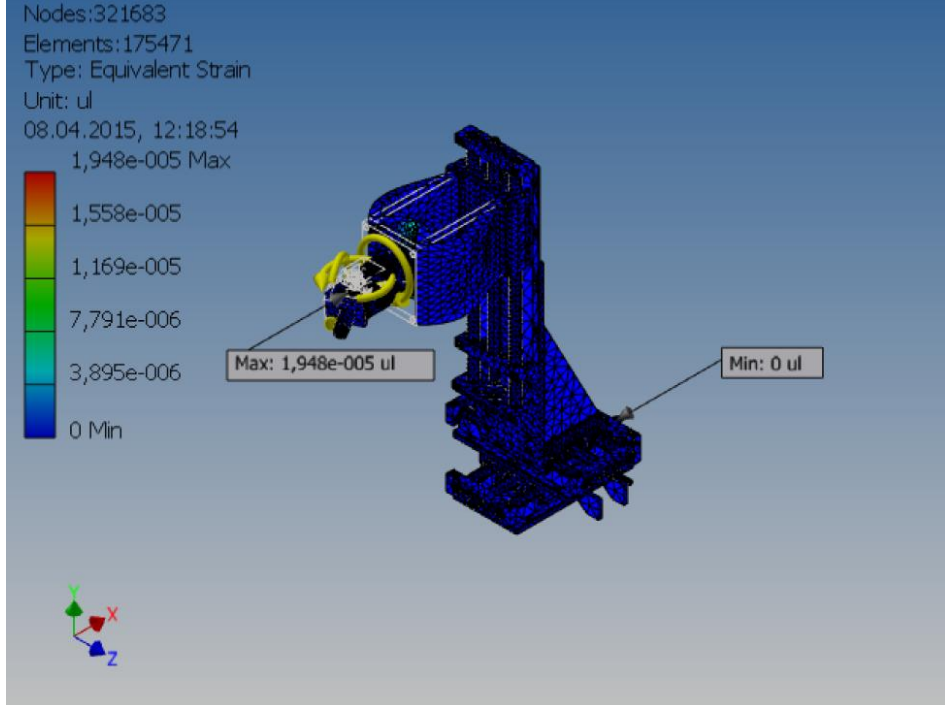 Nodes:321683
Elements:175471
Type: Equivalent Strain
Unit: ul
08.04.2015, 12:18:54
1,948e-005 Max
1,558e-005
1,169e-005
7,791e-006
3,895e-006
0 Min
Max: 1,948e-005 ul
Min: 0 ul
Y
X
Z